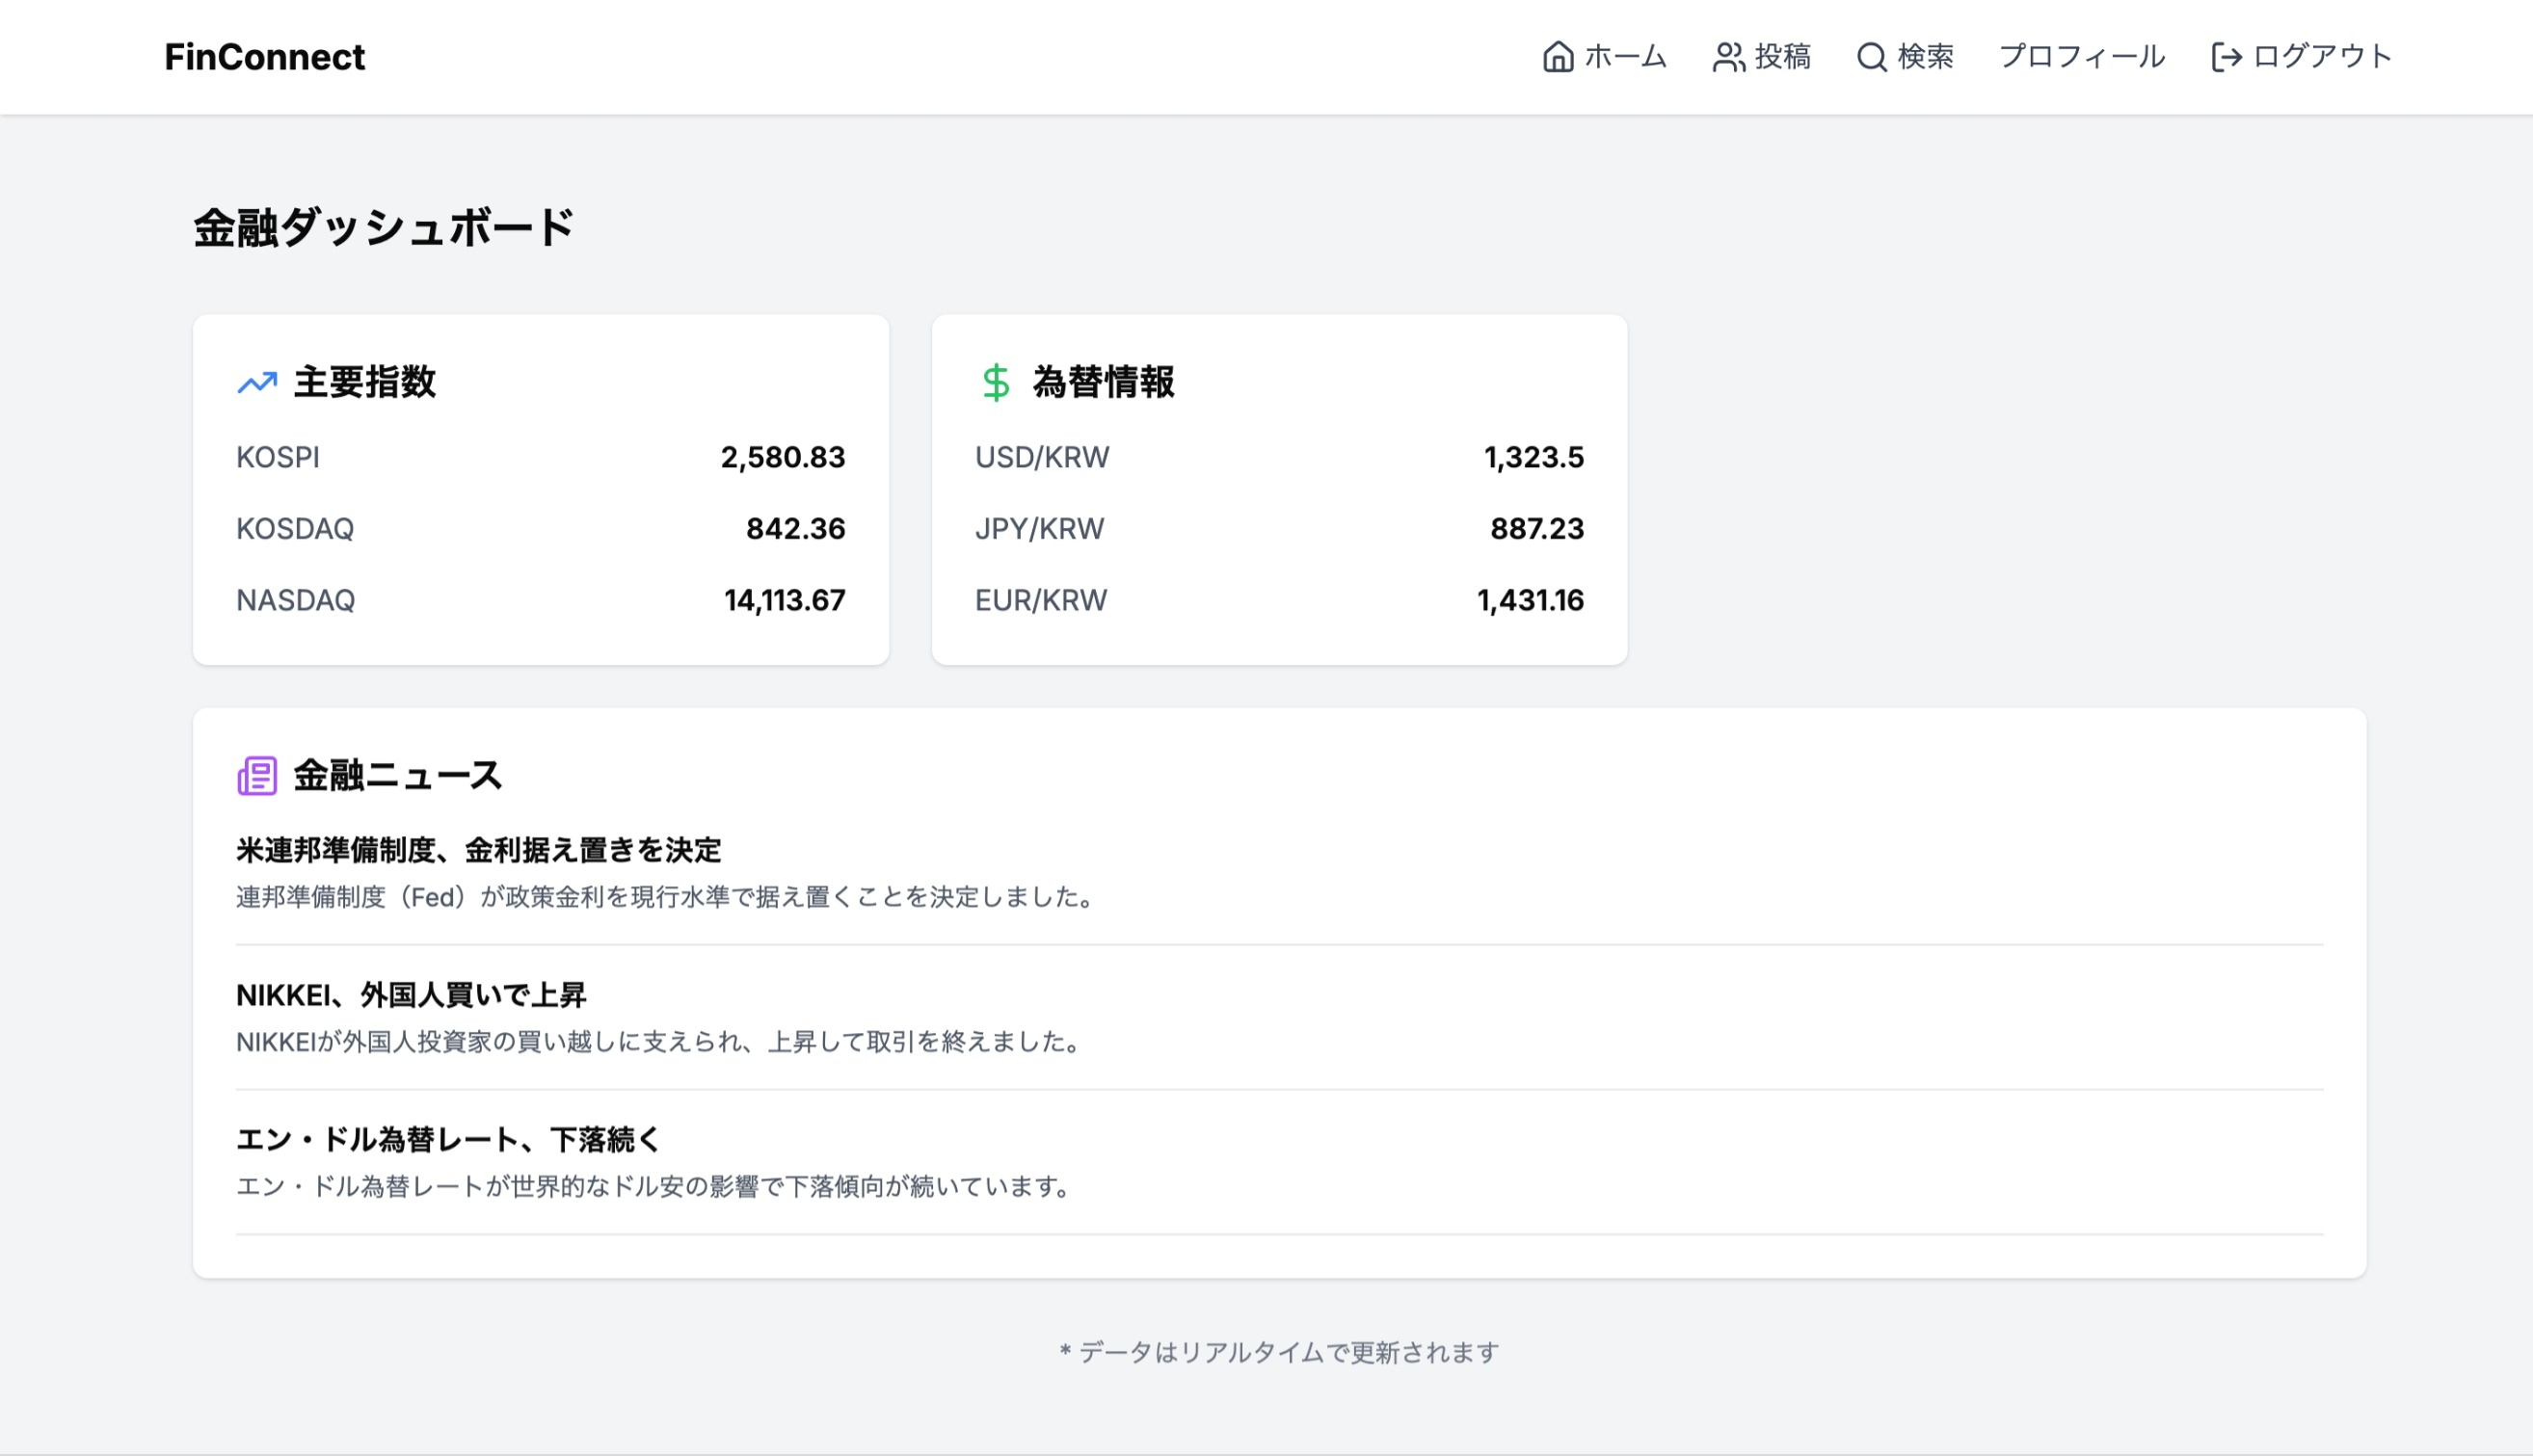 FinConnect
ホーム 投稿 検索 プロフィール ログアウト
金融ダッシュボード
主要指数
KOSPI 2,580.83
KOSDAQ 842.36
NASDAQ 14,113.67
為替情報
USD/KRW 1,323.5
JPY/KRW 887.23
EUR/KRW 1,431.16
金融ニュース
米連邦準備制度、金利据え置きを決定
連邦準備制度（Fed）が政策金利を現行水準で据え置くことを決定しました。
NIKKEI、外国人買いで上昇
NIKKEIが外国人投資家の買い越しに支えられ、上昇して取引を終えました。
エン・ドル為替レート、下落続く
エン・ドル為替レートが世界的なドル安の影響で下落傾向が続いています。
* データはリアルタイムで更新されます